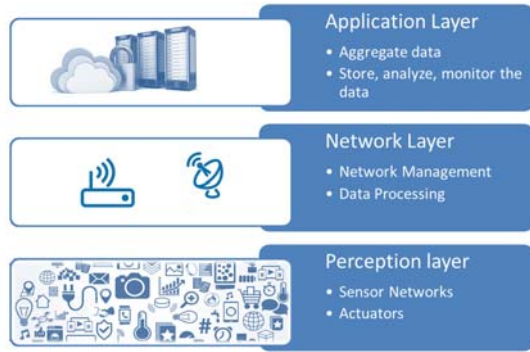 Application Layer
• Aggregate data
• Store, analyze, monitor the
data
Network Layer
• Network Management
• Data Processing
Perception layer
• Sensor Networks
• Actuators